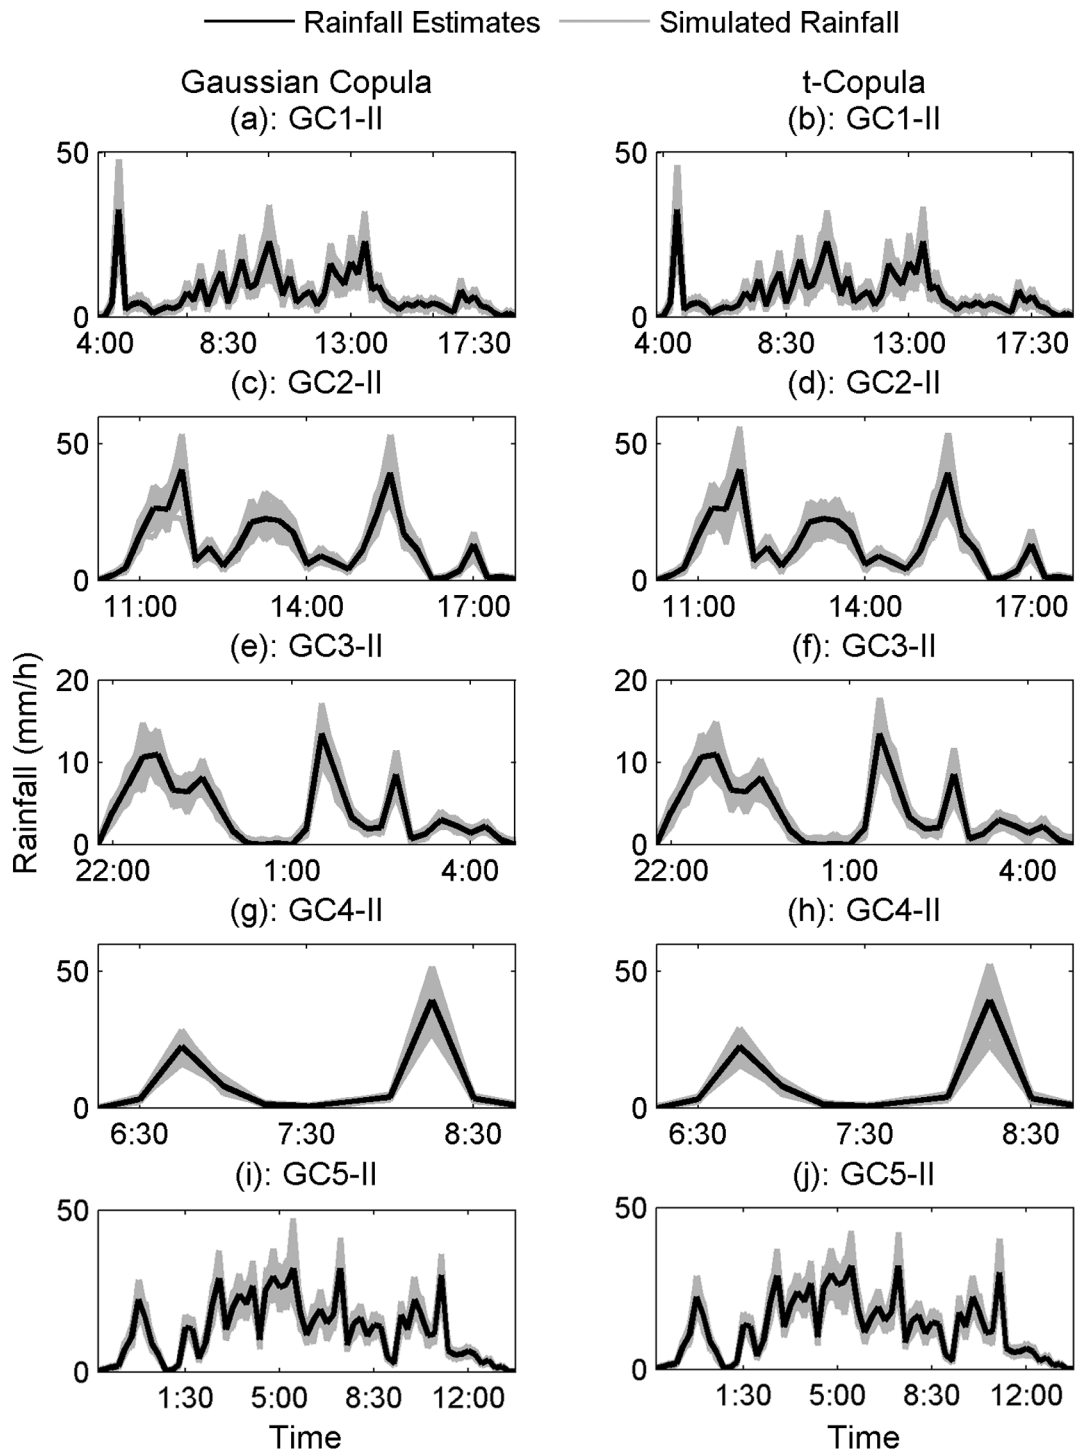 Rainfall Estimates Simulated Rainfall
Gaussian Copula t-Copula
(a): GC1-II (b): GC1-II
50 50
0 0
4:00 8:30 13:00 17:30 4:00 8:30 13:00 17:30
(c): GC2-II (d): GC2-II
50 50
0 0
11:00 14:00 17:00 11:00 14:00 17:00
(e): GC3-II (f): GC3-II
Rainfall (mm/h)
20 20
10 10
0 0
22:00 1:00 4:00 22:00 1:00 4:00
(g): GC4-II (h): GC4-II
50 50
0 0
6:30 7:30 8:30 6:30 7:30 8:30
(i): GC5-II (j): GC5-II
50 50
0 0
1:30 5:00 8:30 12:00 1:30 5:00 8:30 12:00
Time Time